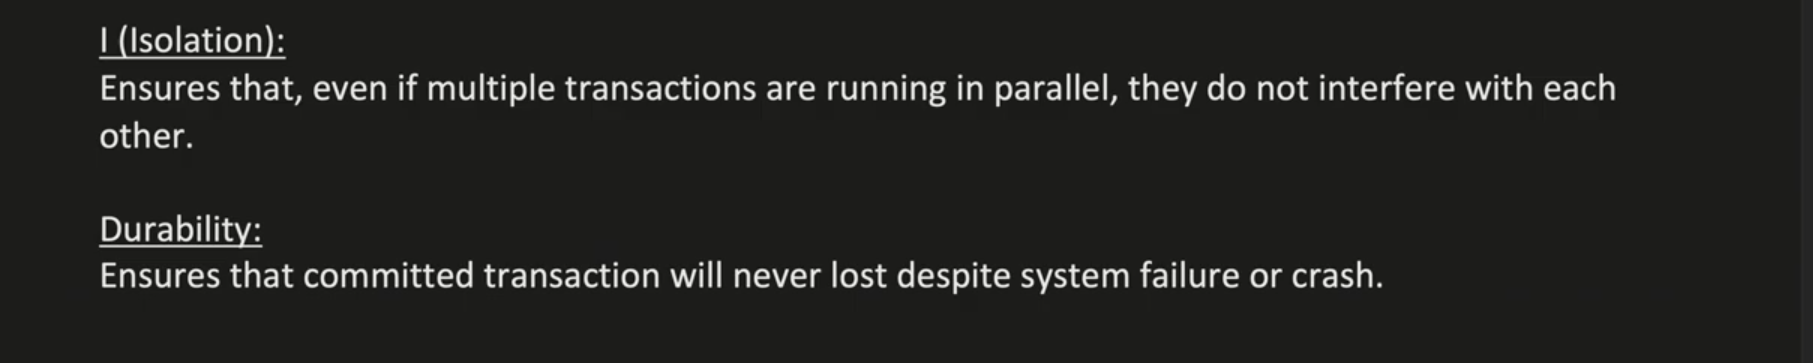 I (Isolation):
Ensures that, even if multiple transactions are running in parallel, they do not interfere with each
other.
Durability:
Ensures that committed transaction will never lost despite system failure or crash.